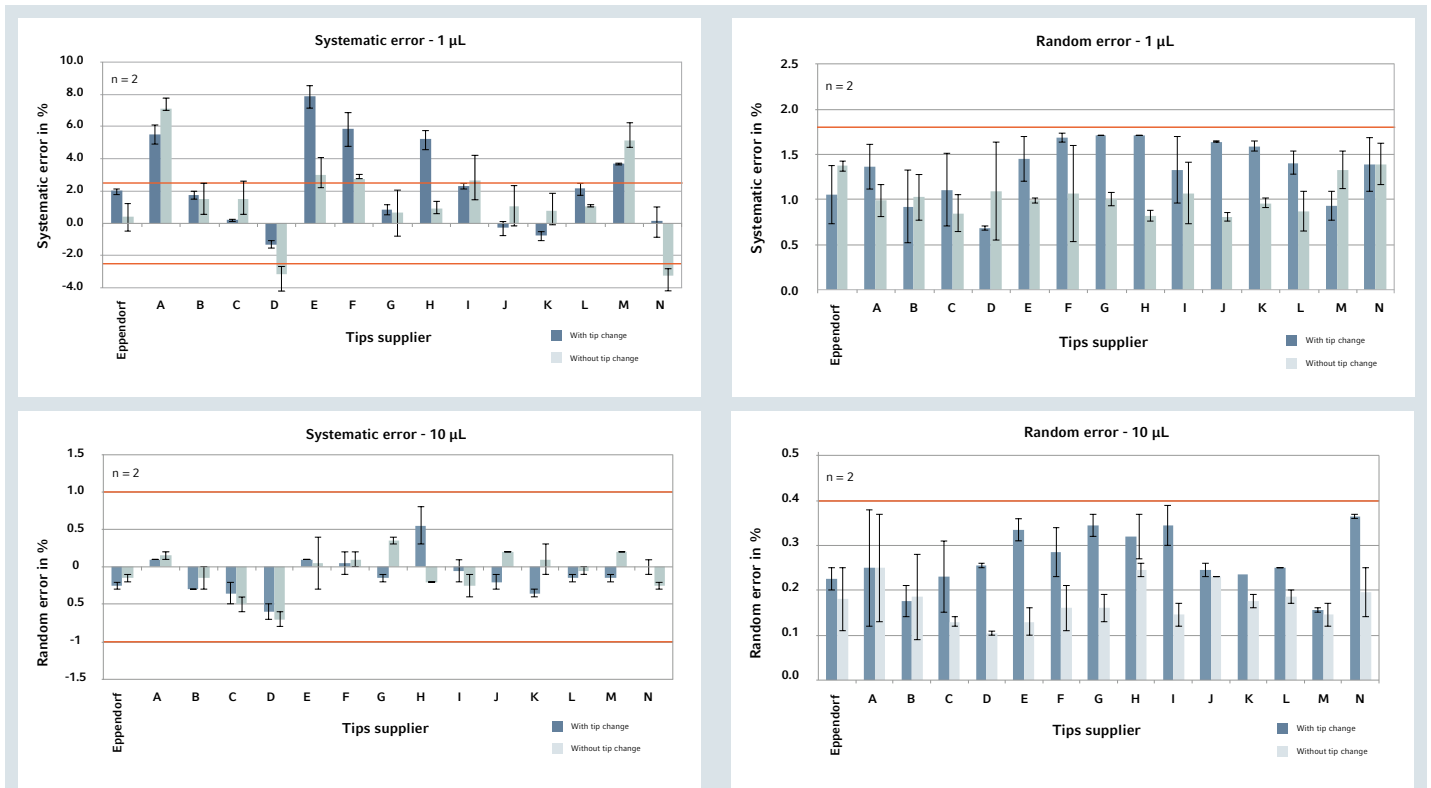 Systematic error - 1 µL
Systematic error in %
10.0
8.0
6.0
4.0
2.0
0.0
-2.0
-4.0
n = 2
Eppendorf A B C D E F G H I J K L M N
Tips supplier
With tip change
Without tip change
Random error - 1 µL
Systematic error in %
2.5
2.0
1.5
1.0
0.5
0.0
n = 2
Eppendorf A B C D E F G H I J K L M N
Tips supplier
With tip change
Without tip change
Systematic error - 10 µL
Random error in %
1.5
1.0
0.5
0
0.5
-1
-1.5
n = 2
Eppendorf A B C D E F G H I J K L M N
Tips supplier
With tip change
Without tip change
Random error - 10 µL
Random error in %
0.5
0.4
0.3
0.2
0.1
0.0
n = 2
Eppendorf A B C D E F G H I J K L M N
Tips supplier
With tip change
Without tip change